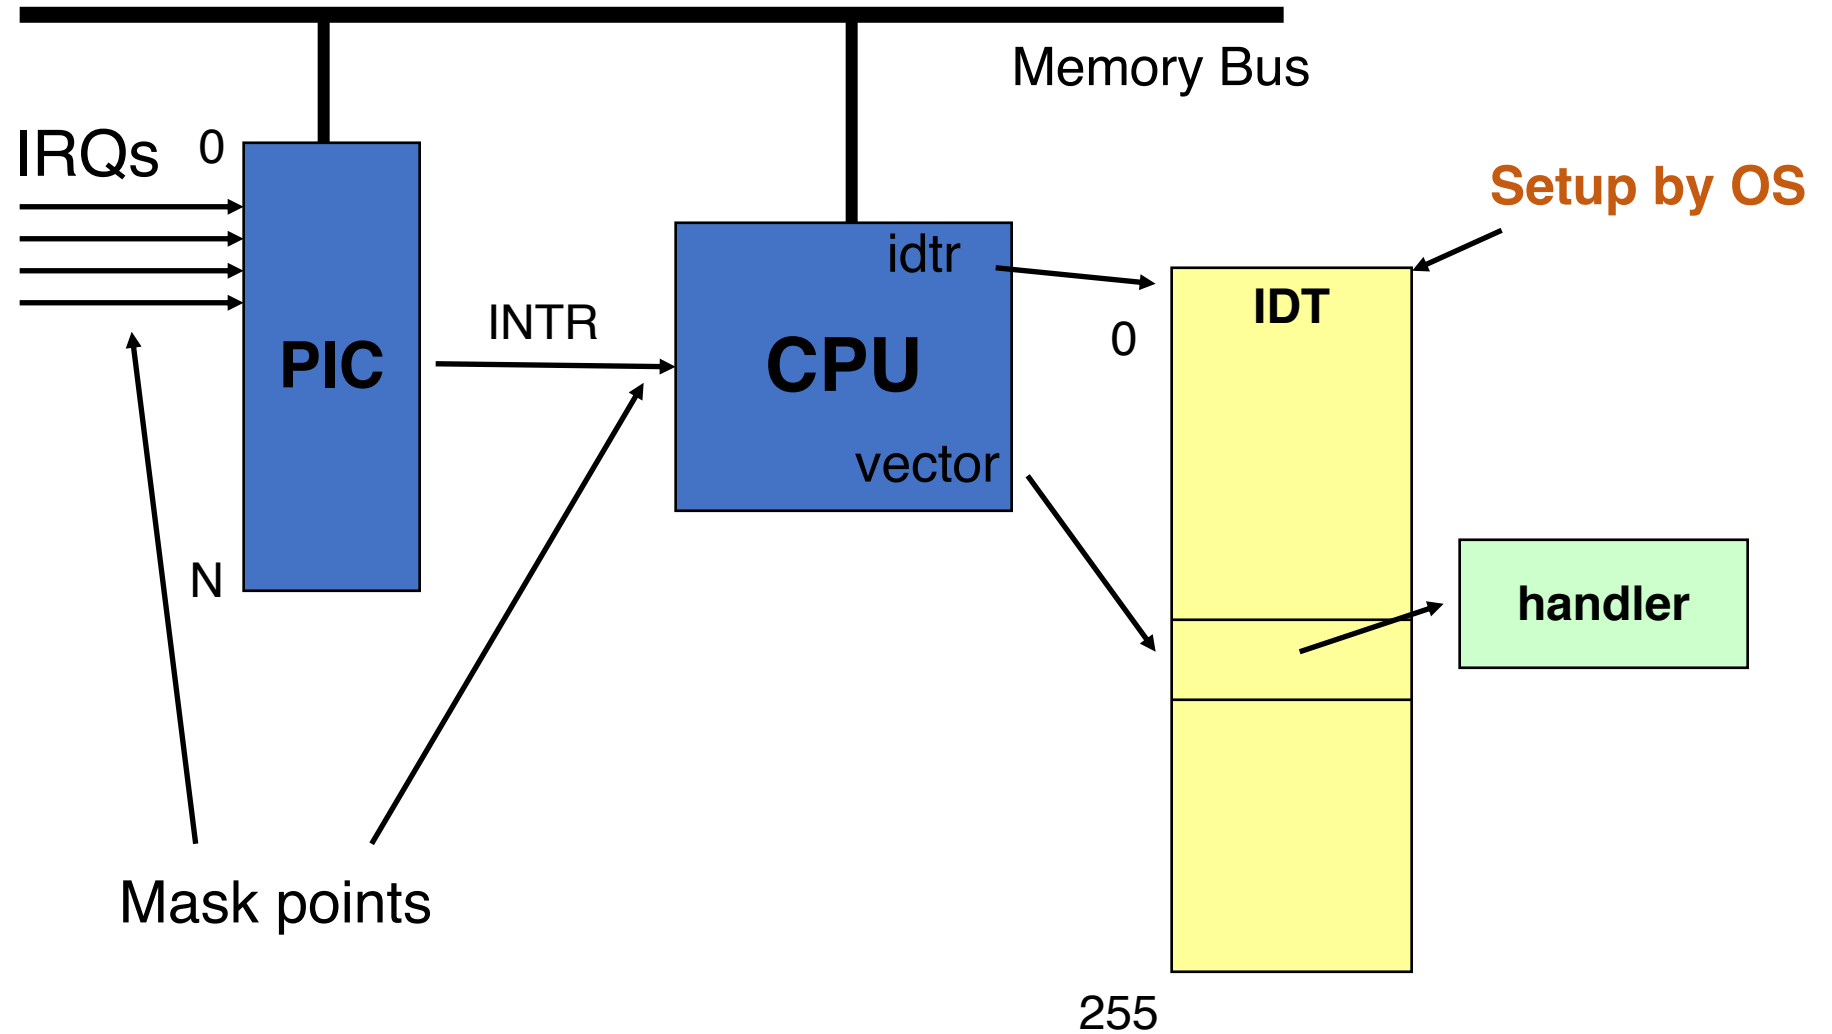 Memory Bus
IRQs
0
Setup by OS
idtr
IDT
INTR
0
PIC
CPU
vector
N
handler
Mask points
255